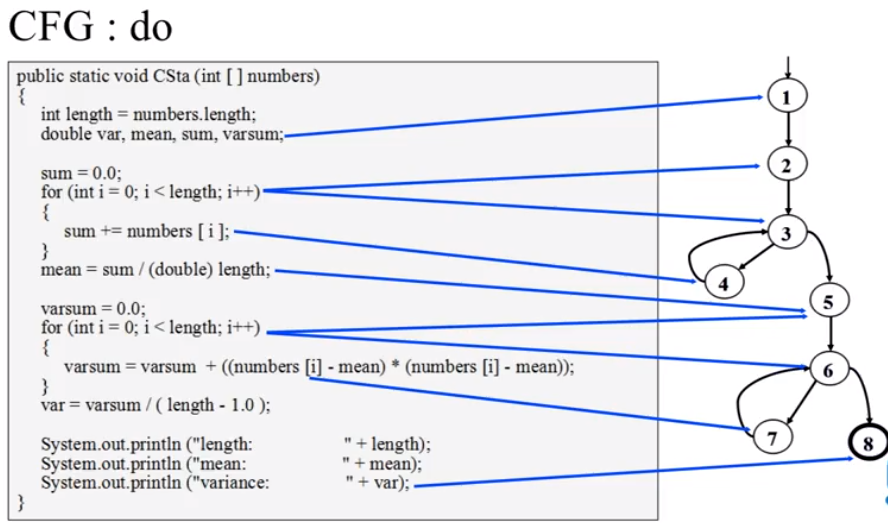 CFG : do
public static void CSta (int [ ] numbers)
{
int length = numbers.length;
double var, mean, sum, varsum;
sum = 0.0;
for (int i = 0; i < length; i++)
{
sum += numbers [ i ];
}
mean = sum / (double) length;
varsum = 0.0;
for (int i = 0; i < length; i++)
{
varsum = varsum + ((numbers [i] - mean) * (numbers [i] - mean));
}
var = varsum / ( length - 1.0 );
System.out.println ("length: " + length);
System.out.println ("mean: " + mean);
System.out.println ("variance: " + var);
}
1
2
3
4
5
6
7
8